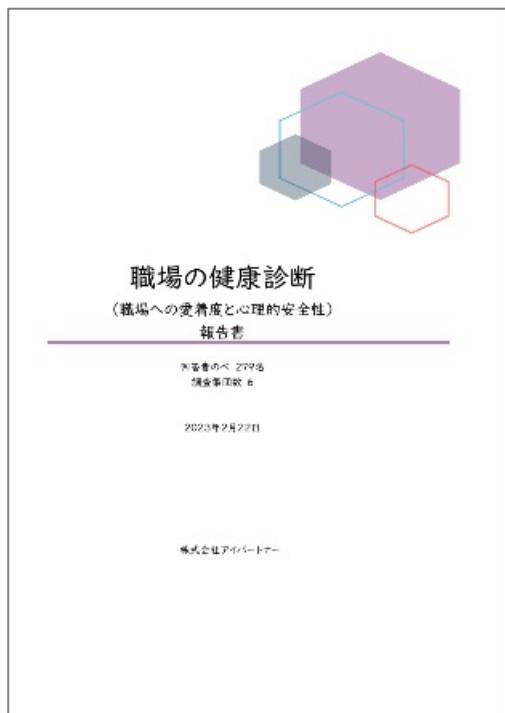 職場の健康診断
（職場への愛着度と心理的安全性）
報告書
回答者のべ 279名
調査集団数 6
2023年2月22日
株式会社アイパートナー